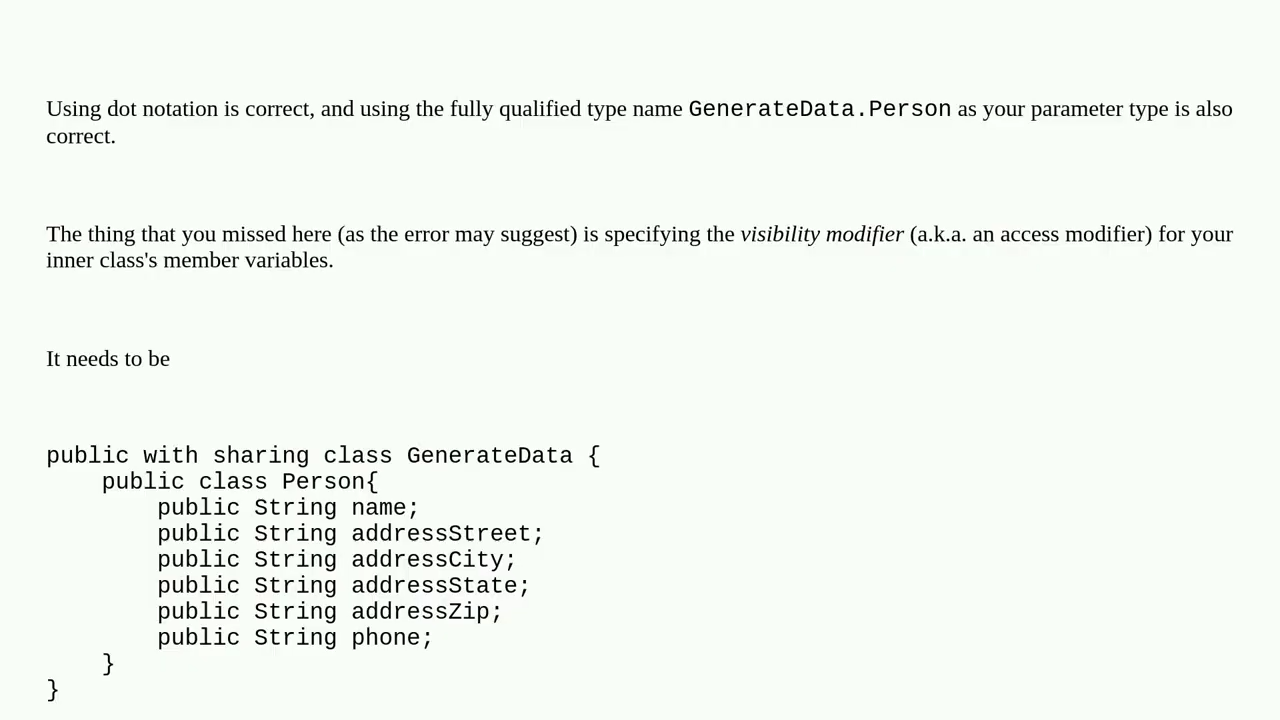 Using dot notation is correct, and using the fully qualified type name GenerateData.Person as your parameter type is also
correct.
The thing that you missed here (as the error may suggest) is specifying the visibility modifier (a.k.a. an access modifier) for your
inner class's member variables.
It needs to be
public with sharing class GenerateData {
    public class Person{
        public String name;
        public String addressStreet;
        public String addressCity;
        public String addressState;
        public String addressZip;
        public String phone;
    }
}